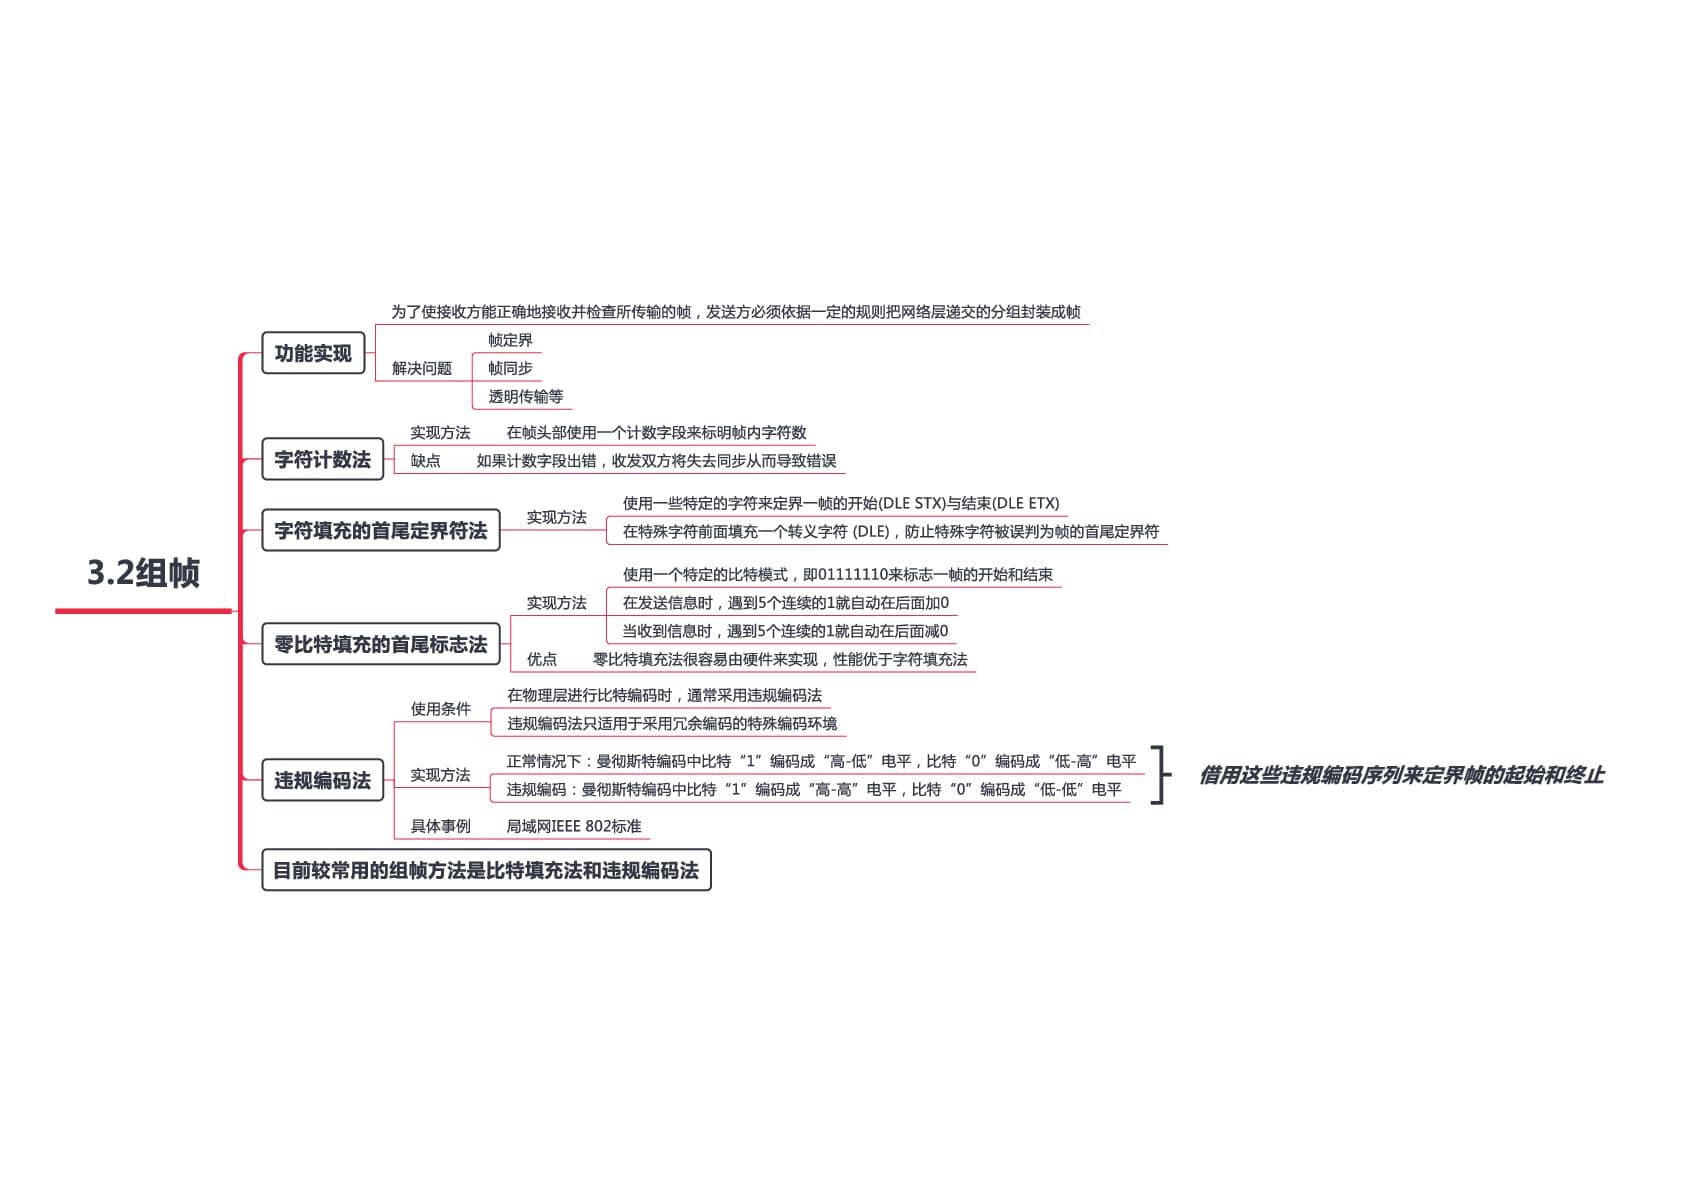 3.2组帧
功能实现
为了使接收方能正确地接收并检查所传输的帧，发送方必须依据一定的规则把网络层递交的分组封装成帧
解决问题
帧定界
帧同步
透明传输等
字符计数法
实现方法
在帧头部使用一个计数字段来标明帧内字符数
缺点
如果计数字段出错，收发双方将失去同步从而导致错误
字符填充的首尾定界符法
实现方法
使用一些特定的字符来定界一帧的开始(DLE STX)与结束(DLE ETX)
在特殊字符前面填充一个转义字符 (DLE)，防止特殊字符被误判为帧的首尾定界符
零比特填充的首尾标志法
实现方法
使用一个特定的比特模式，即01111110来标志一帧的开始和结束
在发送信息时，遇到5个连续的1就自动在后面加0
当收到信息时，遇到5个连续的1就自动在后面减0
优点
零比特填充法很容易由硬件来实现，性能优于字符填充法
违规编码法
使用条件
在物理层进行比特编码时，通常采用违规编码法
违规编码法只适用于采用冗余编码的特殊编码环境
实现方法
正常情况下：曼彻斯特编码中比特“1”编码成“高-低”电平，比特“0”编码成“低-高”电平
违规编码：曼彻斯特编码中比特“1”编码成“高-高”电平，比特“0”编码成“低-低”电平
借用这些违规编码序列来定界帧的起始和终止
具体事例
局域网IEEE 802标准
目前较常用的组帧方法是比特填充法和违规编码法